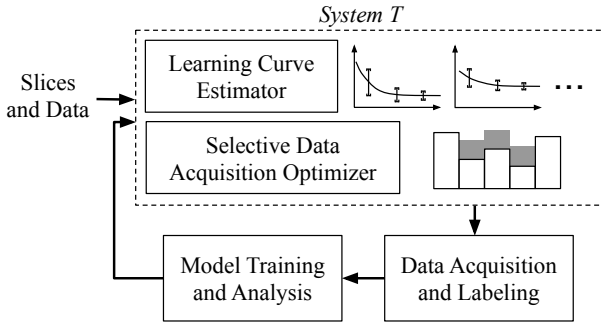 System T
Slices
and Data
Learning Curve
Estimator
...
Selective Data
Acquisition Optimizer
Model Training
and Analysis
Data Acquisition
and Labeling